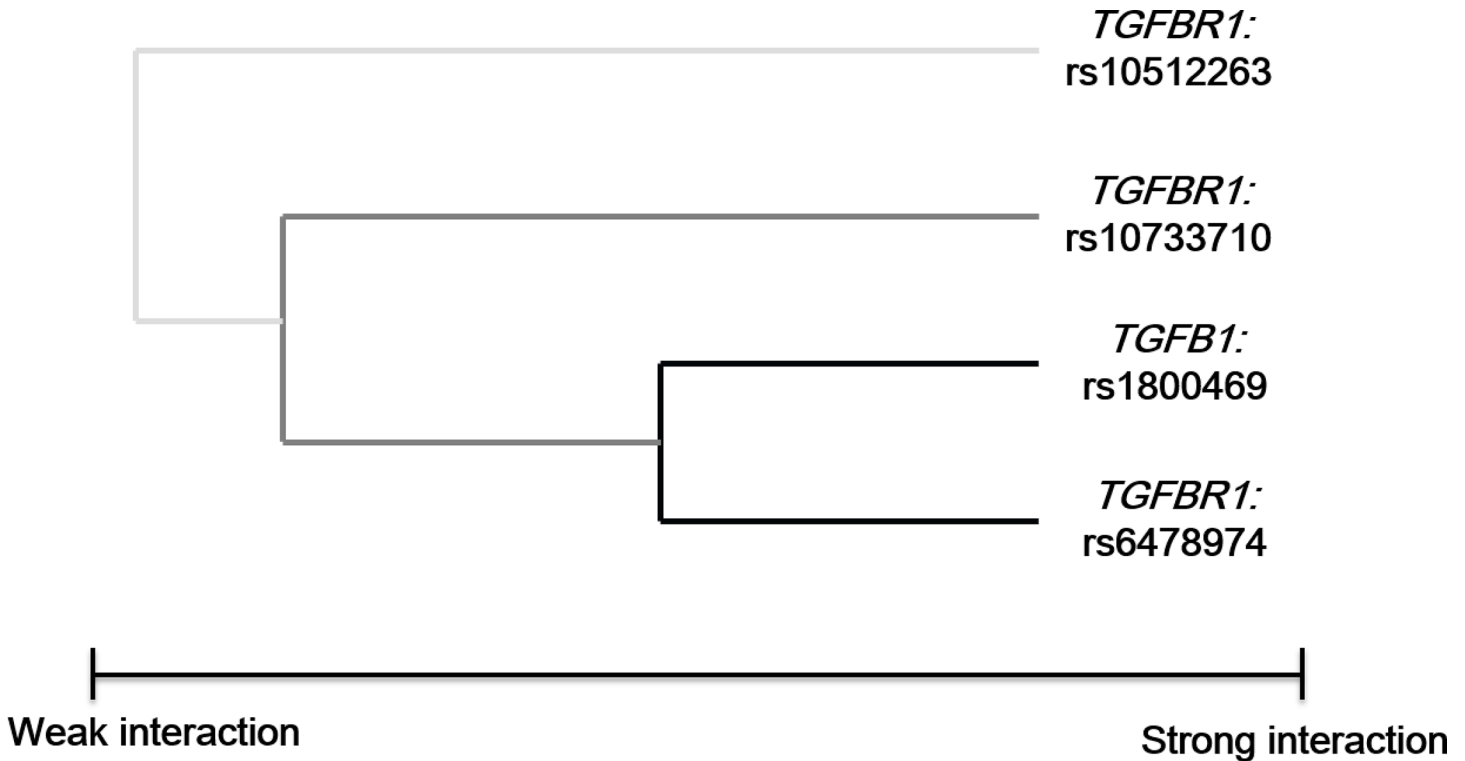 TGFBR1:
rs10512263
TGFBR1:
rs10733710
TGFB1:
rs1800469
TGFBR1:
rs6478974
Weak interaction
Strong interaction